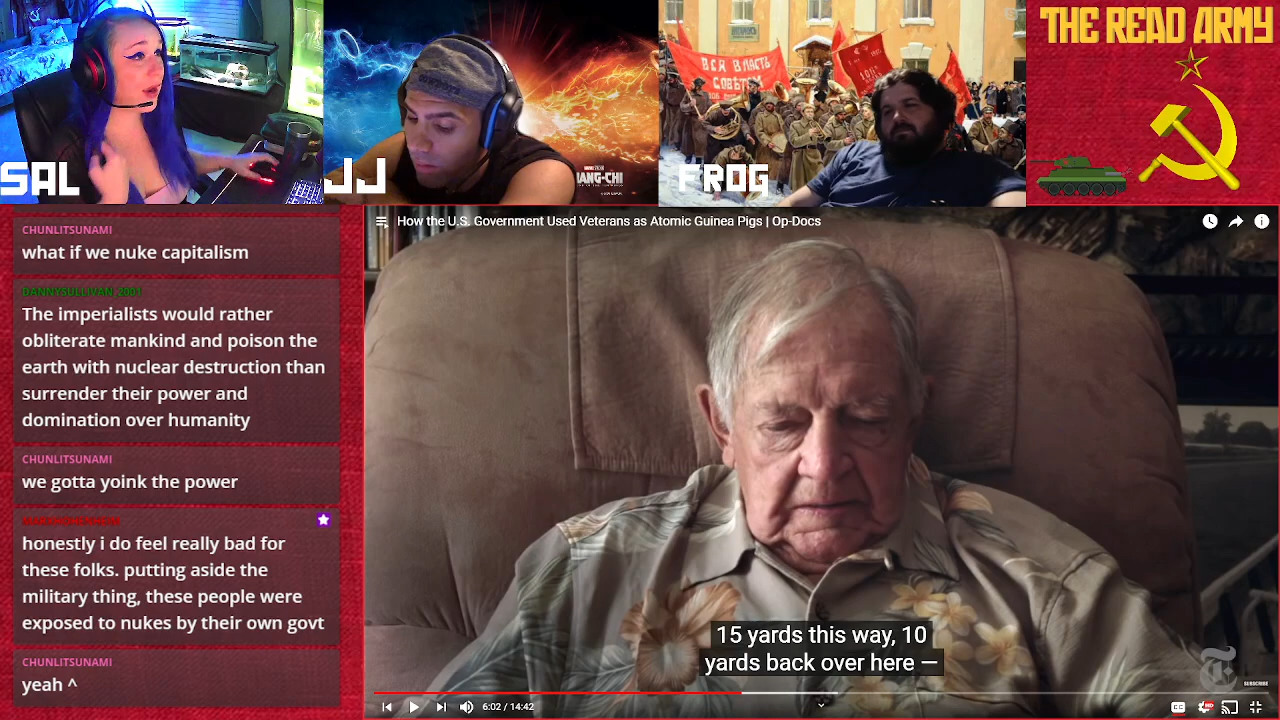 SAL
JJ
SHANG-CHI
ВСЯ ВЛАСТЬ
СОВѢТОМ
FROG
THE READ ARMY
CHUNLITSUNAMI
what if we nuke capitalism
DANNYSULLIVAN_2001
The imperialists would rather
obliterate mankind and poison the
earth with nuclear destruction than
surrender their power and
domination over humanity
CHUNLITSUNAMI
we gotta yoink the power
honestly i do feel really bad for
these folks. putting aside the
military thing, these people were
exposed to nukes by their own govt
CHUNLITSUNAMI
yeah ^
How the U.S. Government Used Veterans as Atomic Guinea Pigs | Op-Docs
15 yards this way, 10
yards back over here —
T
SUBSCRIBE
6:02 / 14:42
CC
HD